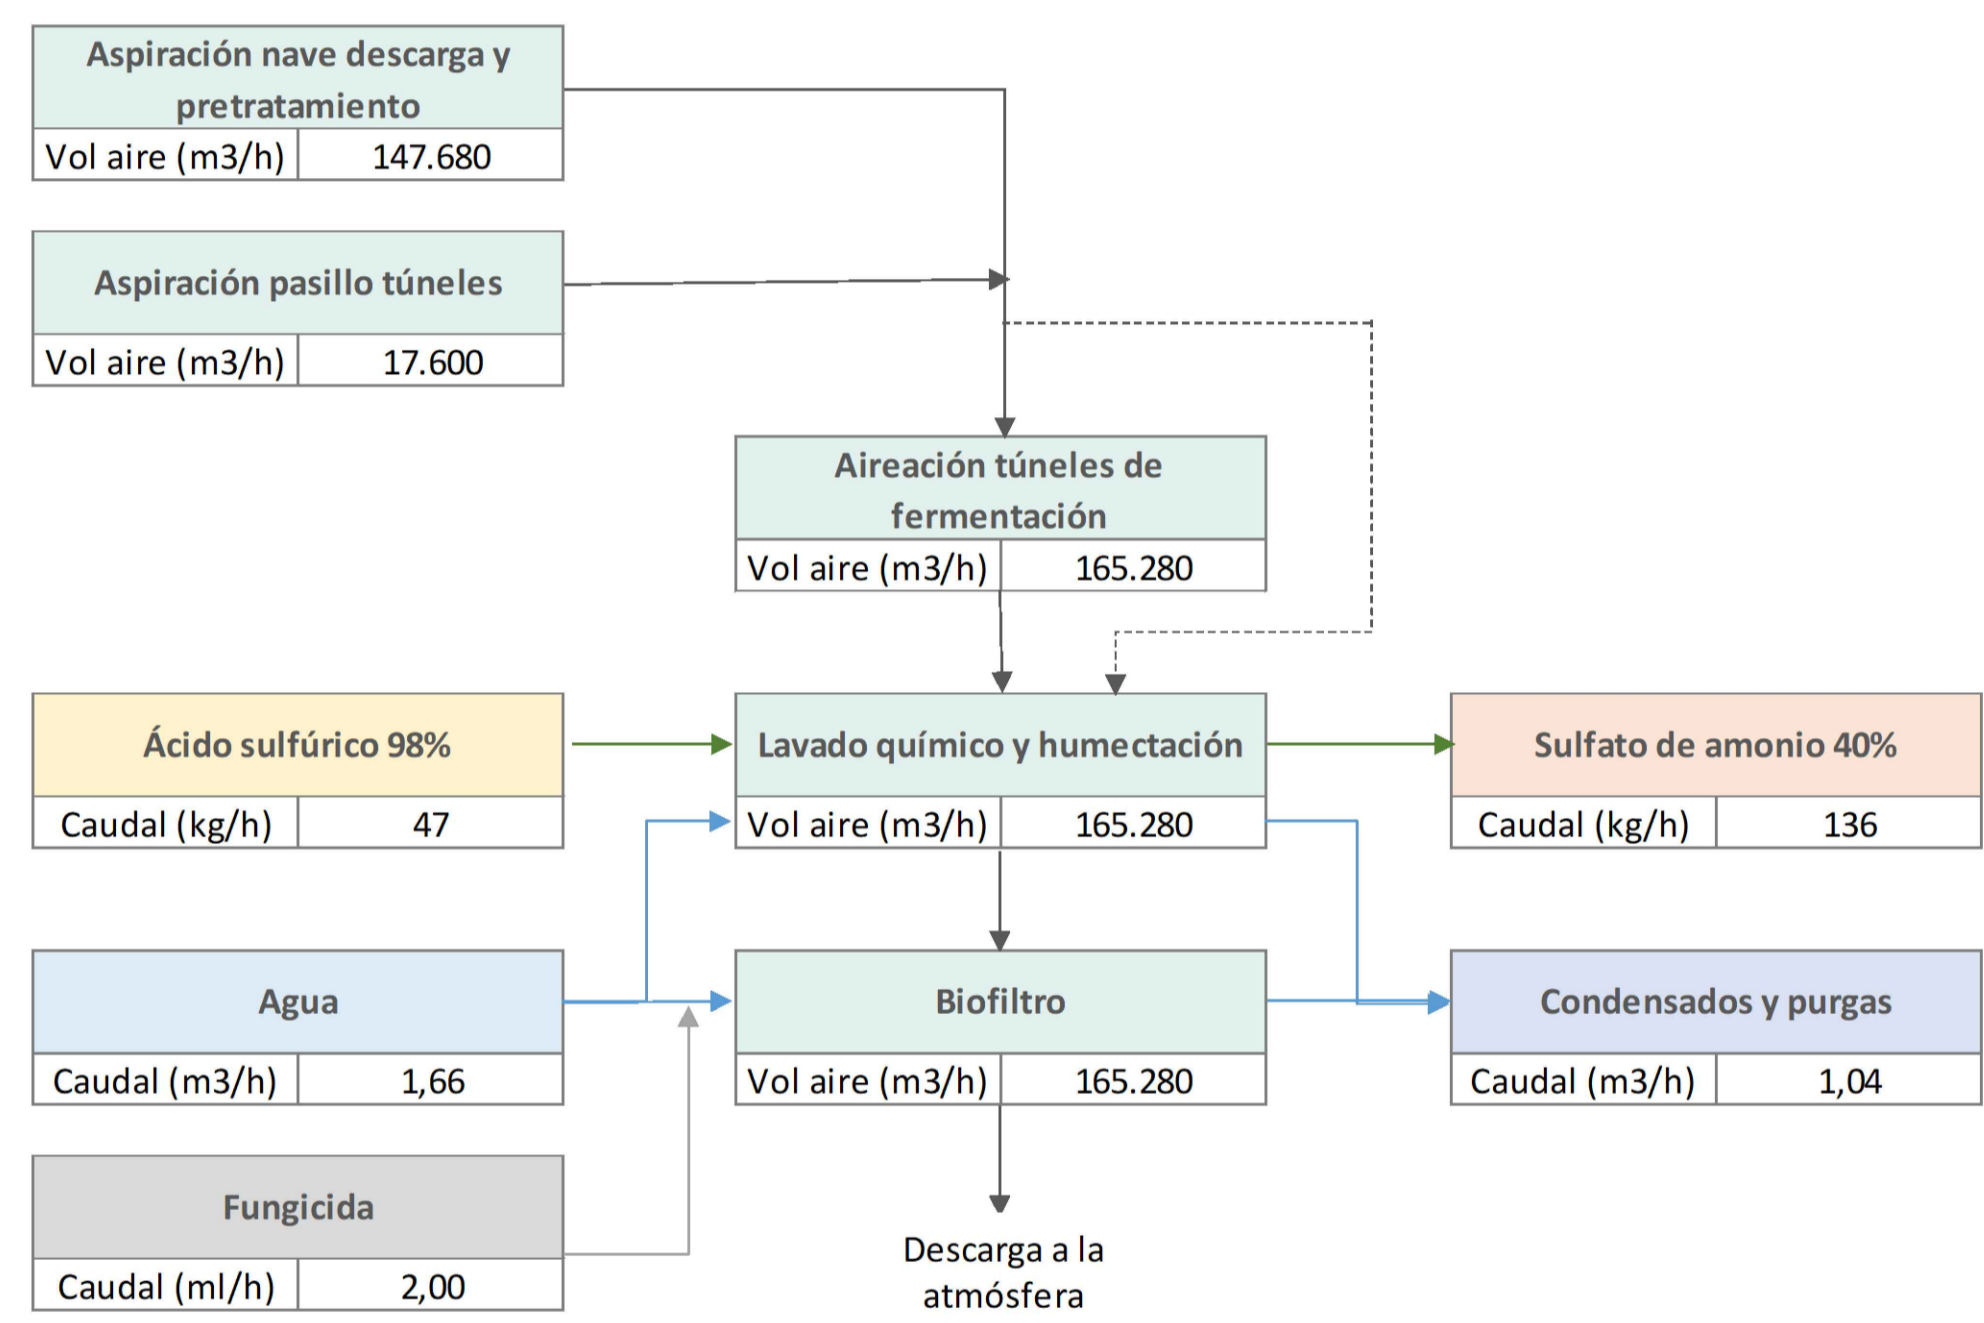 Aspiración nave descarga y
pretratamiento
Vol aire (m3/h) 147.680
Aspiración pasillo túneles
Vol aire (m3/h) 17.600
Aireación túneles de
fermentación
Vol aire (m3/h) 165.280
Ácido sulfúrico 98%
Caudal (kg/h) 47
Lavado químico y humectación
Vol aire (m3/h) 165.280
Sulfato de amonio 40%
Caudal (kg/h) 136
Agua
Caudal (m3/h) 1,66
Biofiltro
Vol aire (m3/h) 165.280
Condensados y purgas
Caudal (m3/h) 1,04
Fungicida
Caudal (ml/h) 2,00
Descarga a la
atmósfera